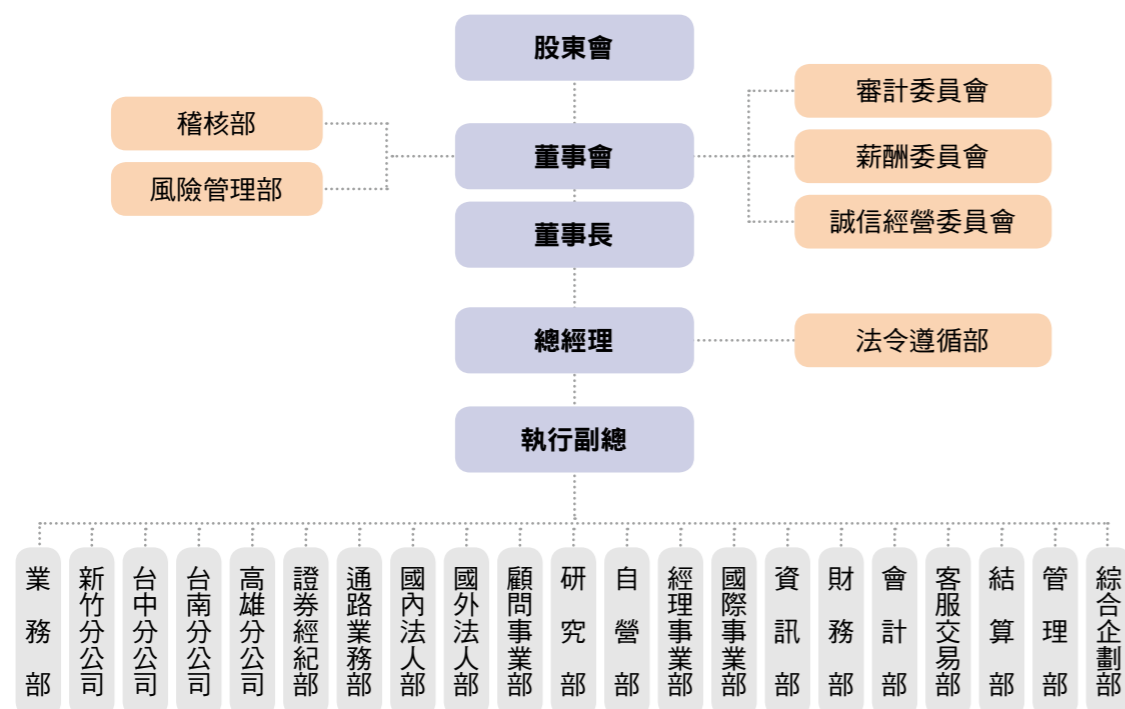 股東會
審計委員會
稽核部
董事會
薪酬委員會
風險管理部
董事長
誠信經營委員會
總經理
法令遵循部
執行副總
業務部
新竹分公司
台中分公司
台南分公司
高雄分公司
證券經紀部
通路業務部
國內法人部
國外法人部
顧問事業部
研究部
自營部
經理事業部
國際事業部
資訊部
財務部
會計部
客服交易部
結算部
管理部
綜合企劃部